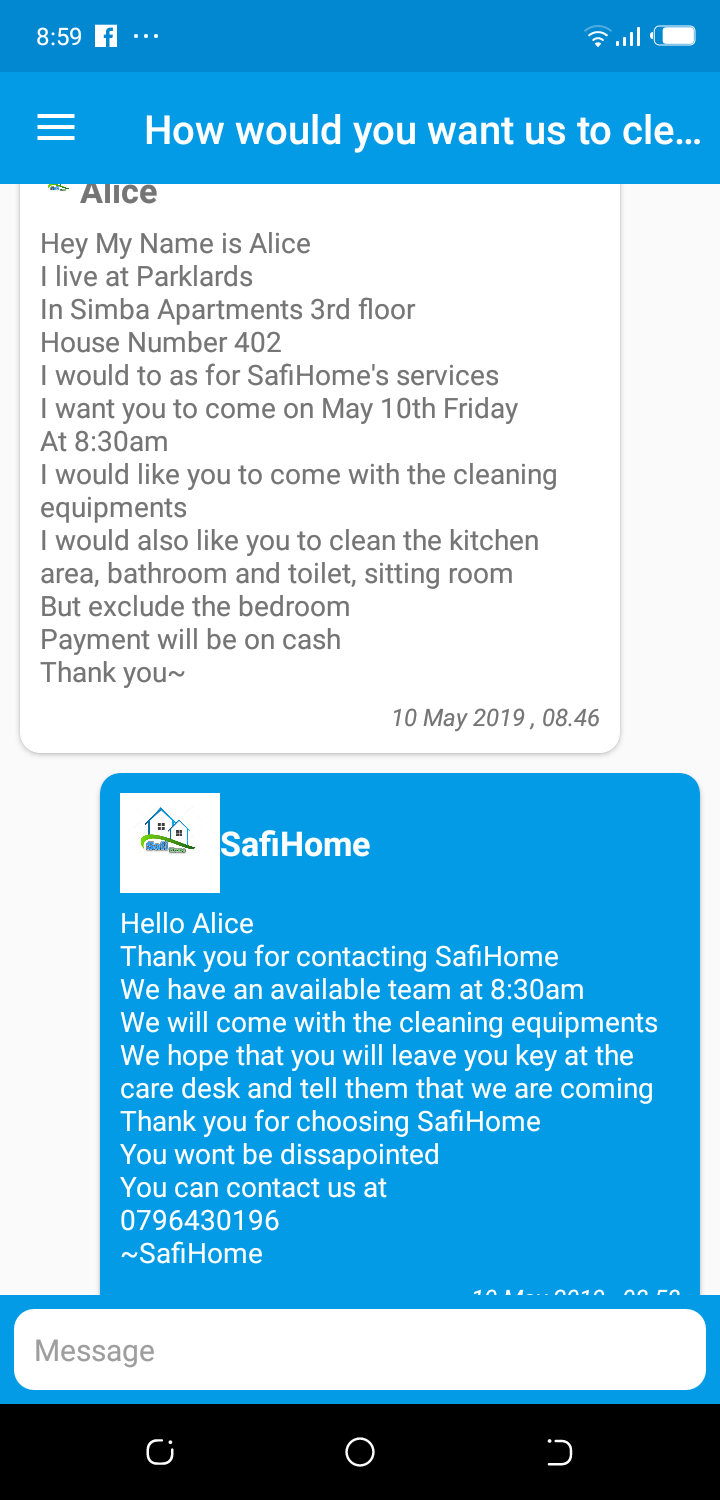 8:59
How would you want us to cle...
Alice
Hey My Name is Alice
I live at Parklards
In Simba Apartments 3rd floor
House Number 402
I would to as for SafiHome's services
I want you to come on May 10th Friday
At 8:30am
I would like you to come with the cleaning
equipments
I would also like you to clean the kitchen
area, bathroom and toilet, sitting room
But exclude the bedroom
Payment will be on cash
Thank you~
10 May 2019 , 08.46
SafiHome
Hello Alice
Thank you for contacting SafiHome
We have an available team at 8:30am
We will come with the cleaning equipments
We hope that you will leave you key at the
care desk and tell them that we are coming
Thank you for choosing SafiHome
You wont be dissapointed
You can contact us at
0796430196
~SafiHome
10 May 2019 ,
Message